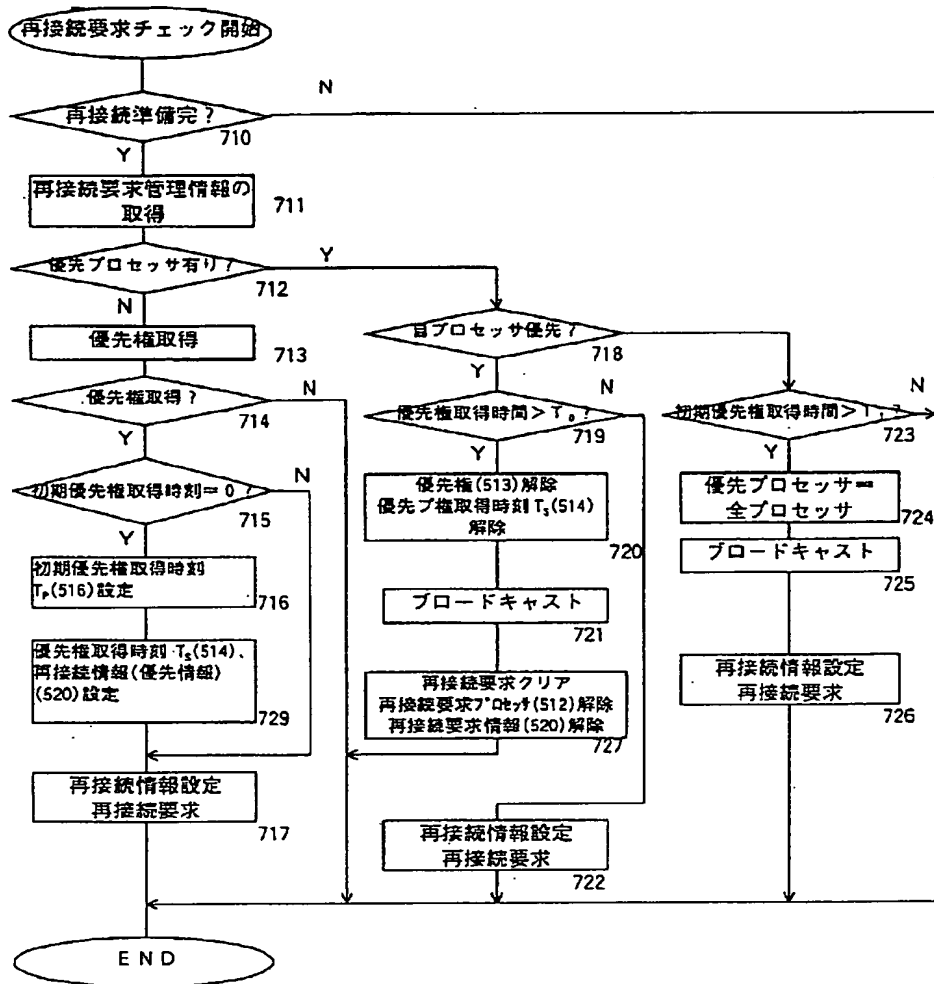 再接続要求チェック開始
N
再接続準備完?
710
Y
再接続要求管理情報の
取得
711
優先プロセッサ有り?
Y
712
N
優先権取得
713
優先権取得?
N
714
Y
初期優先権取得時刻=0?
N
715
Y
初期優先権取得時刻
Tp(516)設定
716
優先権取得時刻 Ts(514)、
再接続情報(優先情報)
(520)設定
729
再接続情報設定
再接続要求
717
END
自プロセッサ優先?
718
Y
N
優先権取得時間>T₀?
719
Y
優先権(513)解除
優先プ権取得時刻Ts(514)
解除
720
ブロードキャスト
721
再接続要求クリア
再接続要求プロセッサ(512)解除
再接続要求情報(520)解除
727
再接続情報設定
再接続要求
722
N
初期優先権取得時間>T₁?
723
Y
優先プロセッサ=
全プロセッサ
724
ブロードキャスト
725
再接続情報設定
再接続要求
726